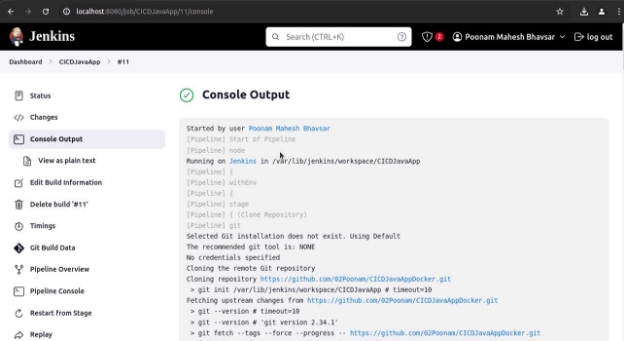 localhost:8080/job/CICDJavaApp/11/console
Jenkins
Search (CTRL+K)
?
2
Poonam Mahesh Bhavsar
log out
Dashboard > CICDJavaApp > #11
Status
Changes
Console Output
View as plain text
Edit Build Information
Delete build '#11'
Timings
Git Build Data
Pipeline Overview
Pipeline Console
Restart from Stage
Replay
Console Output
Started by user Poonam Mahesh Bhavsar
[Pipeline] Start of Pipeline
[Pipeline] node
Running on Jenkins in /var/lib/jenkins/workspace/CICDJavaApp
[Pipeline] {
[Pipeline] withEnv
[Pipeline] {
[Pipeline] stage
[Pipeline] { (Clone Repository)
[Pipeline] git
Selected Git installation does not exist. Using Default
The recommended git tool is: NONE
No credentials specified
Cloning the remote Git repository
Cloning repository https://github.com/02Poonam/CICDJavaAppDocker.git
> git init /var/lib/jenkins/workspace/CICDJavaApp # timeout=10
Fetching upstream changes from https://github.com/02Poonam/CICDJavaAppDocker.git
> git --version # timeout=10
> git --version # 'git version 2.34.1'
> git fetch --tags --force --progress -- https://github.com/02Poonam/CICDJavaAppDocker.git